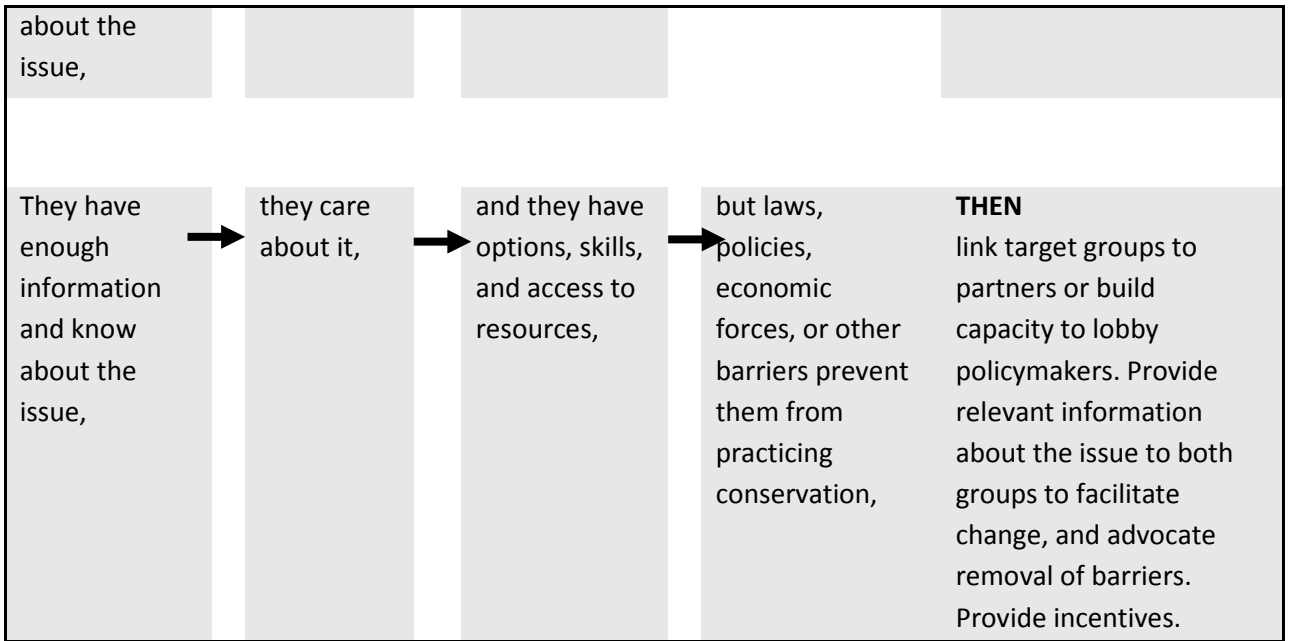 about the
issue,
They have
enough
information
and know
about the
issue,
they care
about it,
and they have
options, skills,
and access to
resources,
but laws,
policies,
economic
forces, or other
barriers prevent
them from
practicing
conservation,
THEN
link target groups to
partners or build
capacity to lobby
policymakers. Provide
relevant information
about the issue to both
groups to facilitate
change, and advocate
removal of barriers.
Provide incentives.